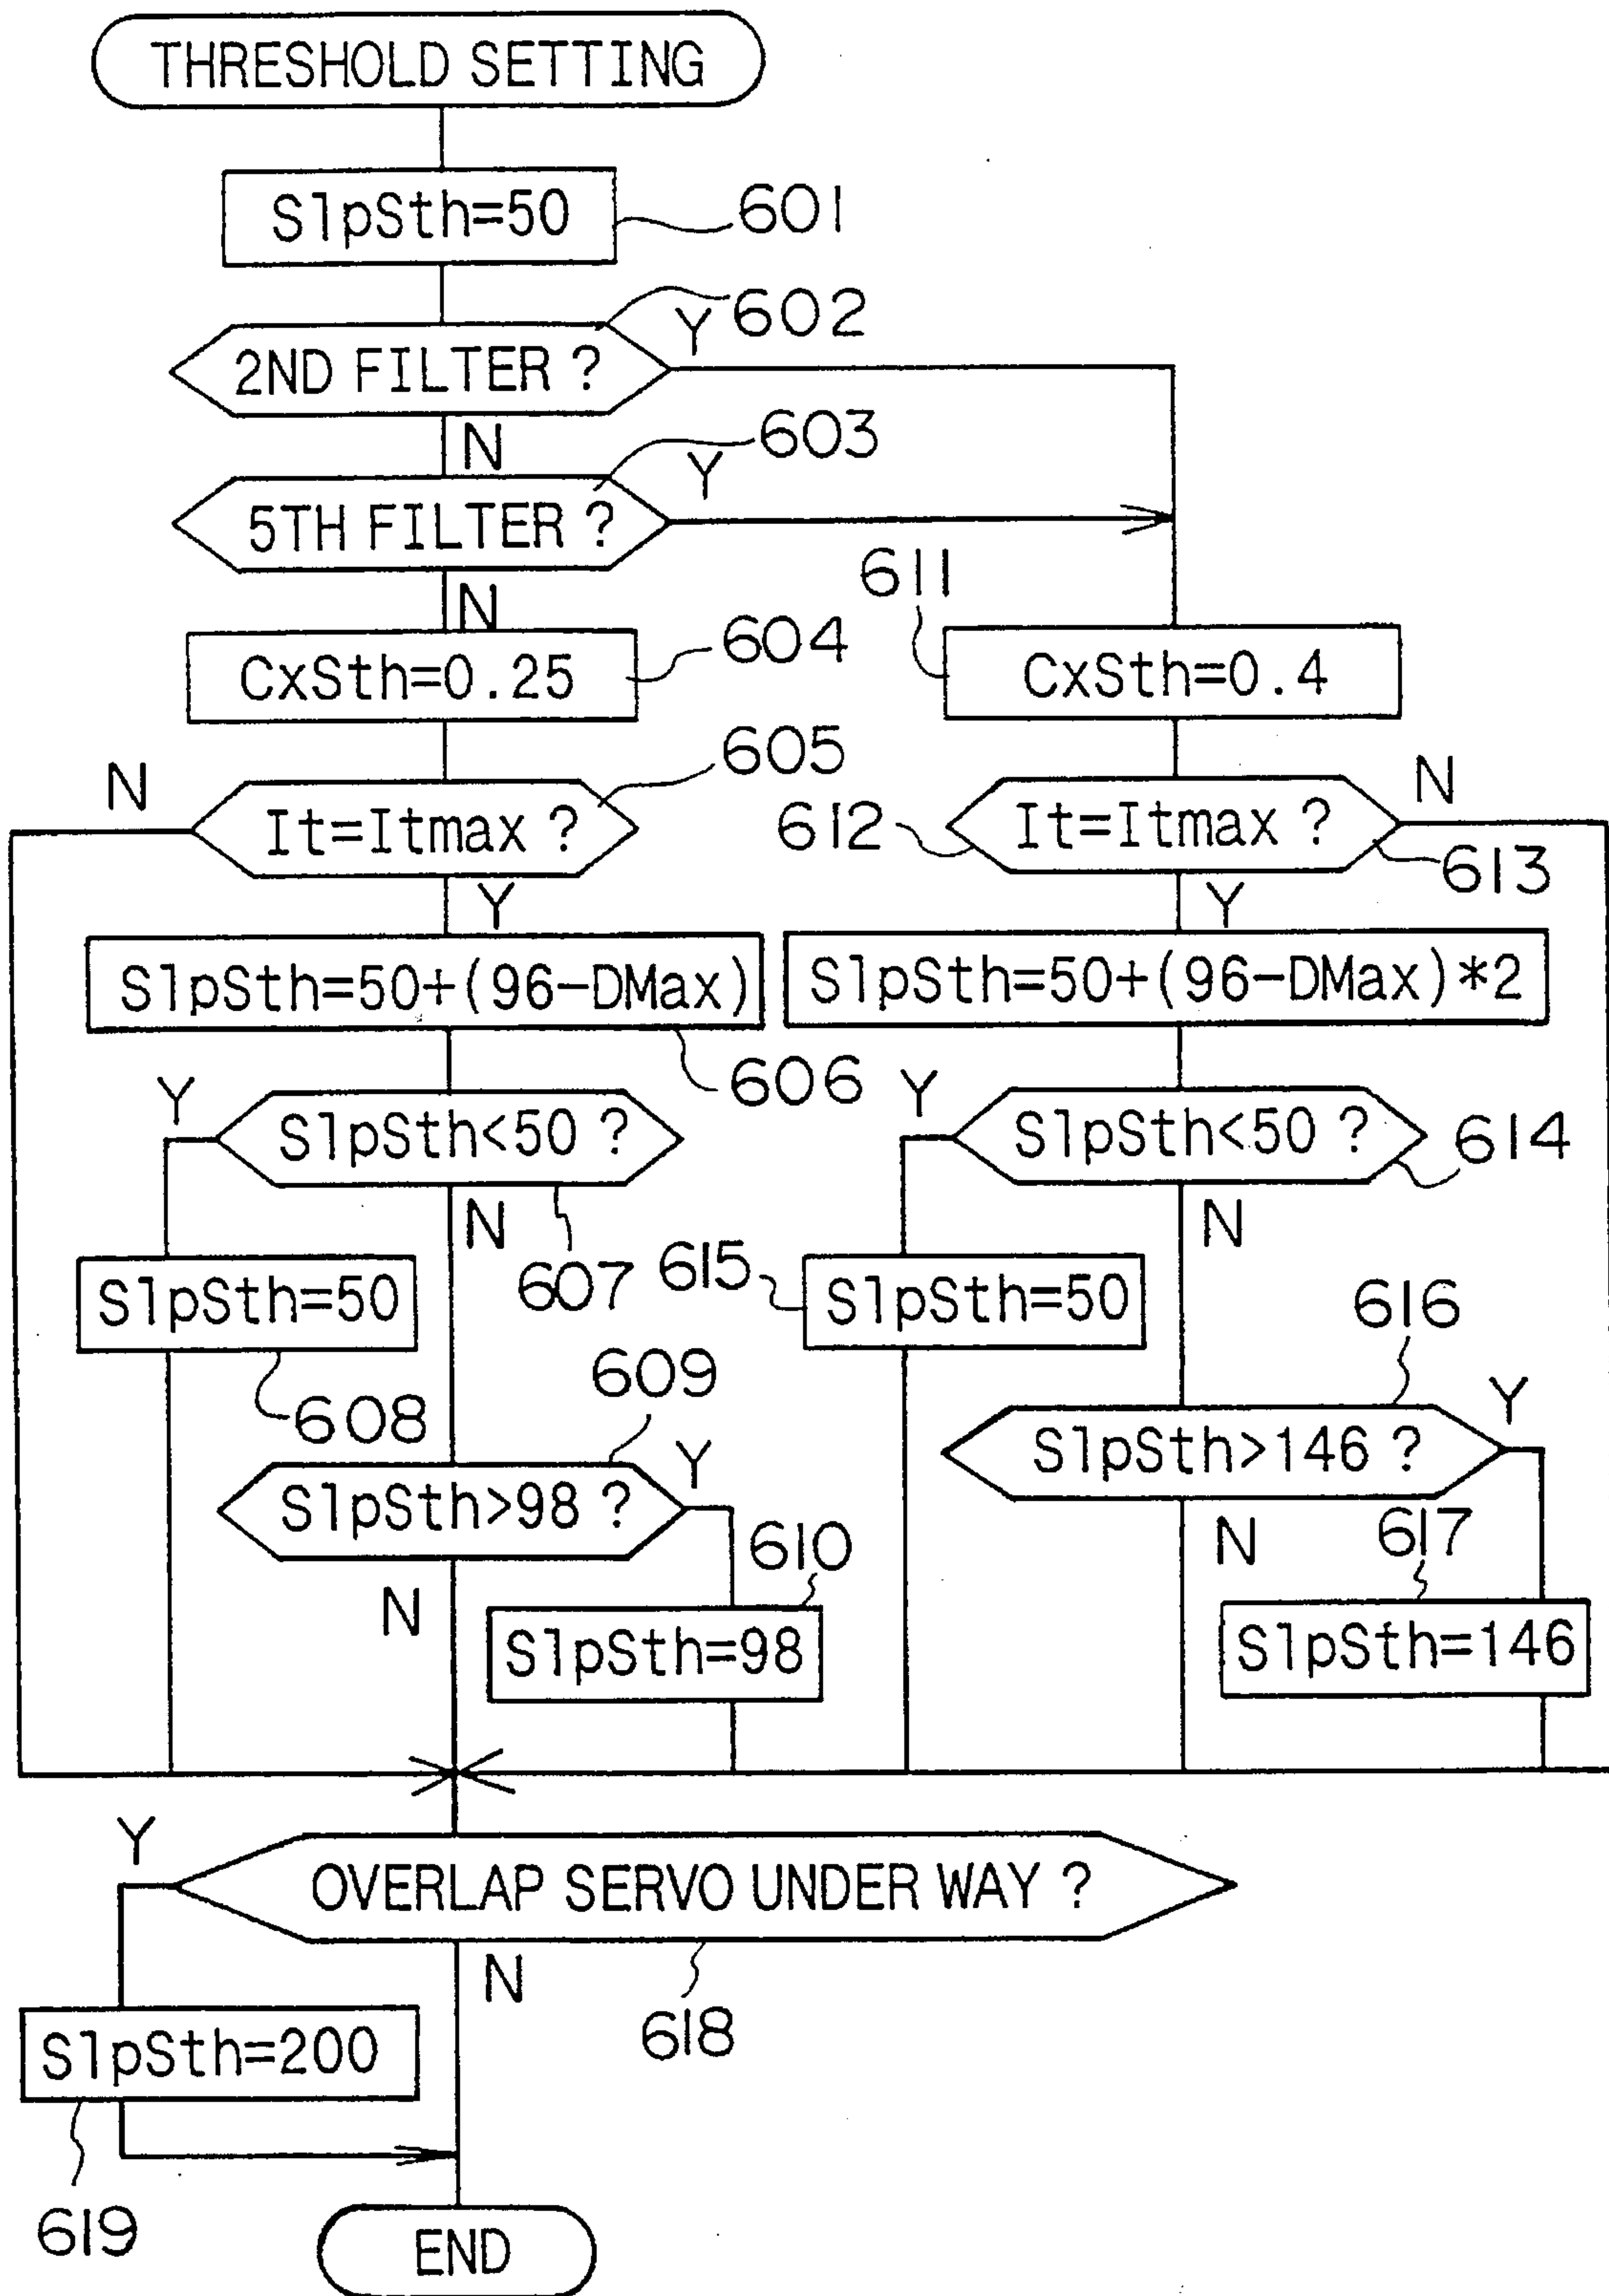 THRESHOLD SETTING
SlpSth=50
601
2ND FILTER ?
602
Y
N
5TH FILTER ?
603
Y
N
CxSth=0.25
604
611
CxSth=0.4
It=Itmax ?
605
N
Y
612
It=Itmax ?
N
613
Y
SlpSth=50+(96-DMax)
606
SlpSth=50+(96-DMax)*2
Y
SlpSth<50 ?
N
607
Y
SlpSth<50 ?
614
N
SlpSth=50
608
615
SlpSth=50
609
SlpSth>98 ?
Y
N
616
SlpSth>146 ?
Y
N
610
SlpSth=98
617
SlpSth=146
Y
OVERLAP SERVO UNDER WAY ?
N
618
SlpSth=200
619
END